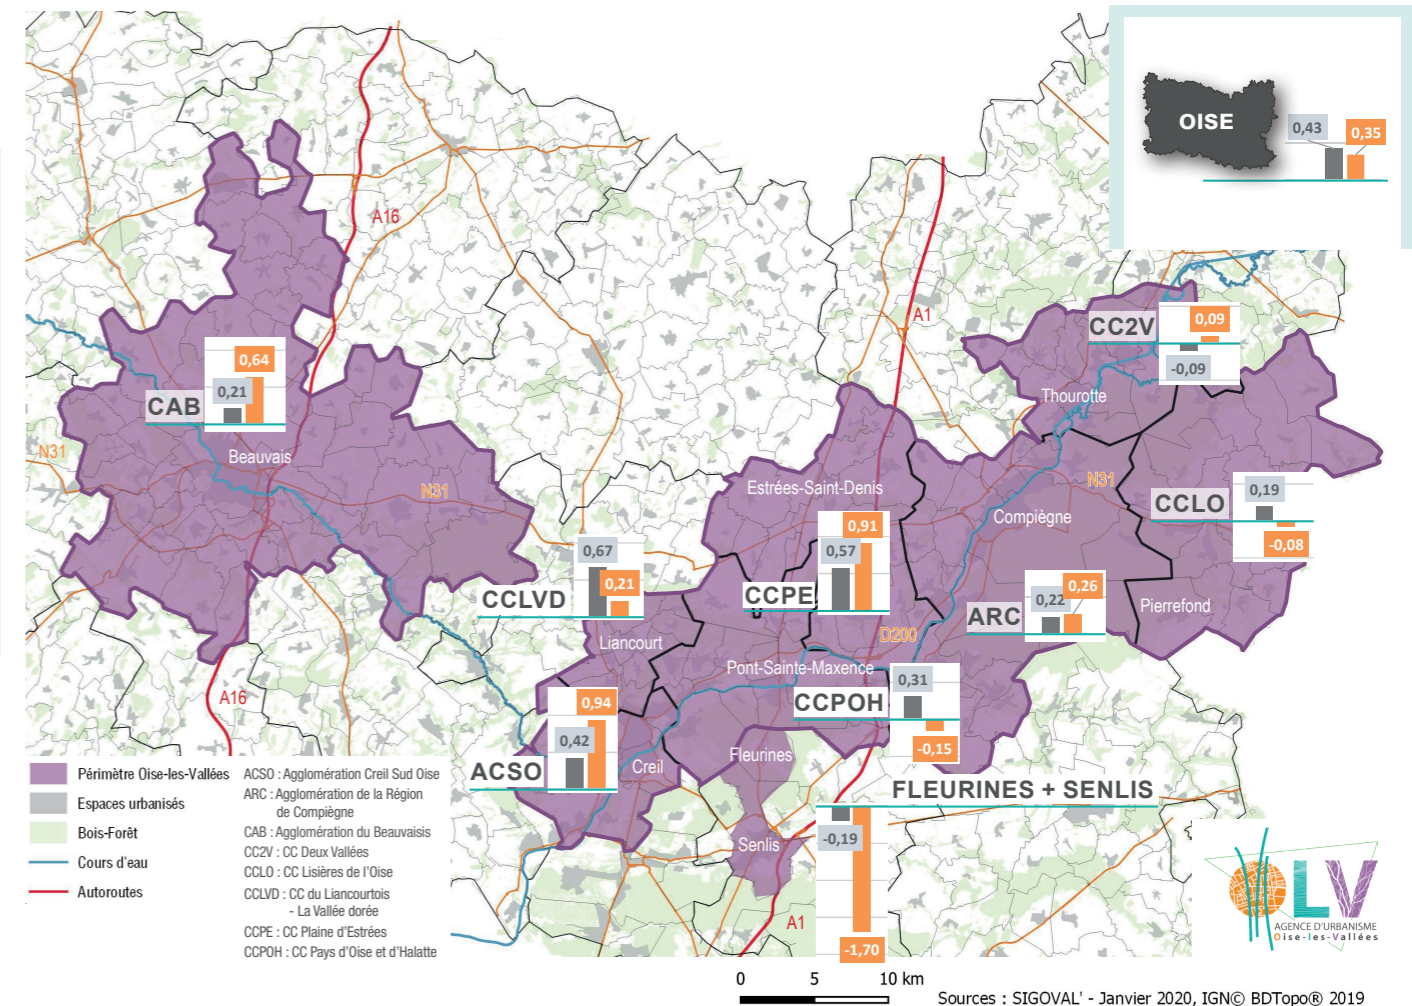 OISE
0,43
0,35
A16
A1
CC2V
0,09
-0,09
Thourotte
0,64
0,21
CAB
Beauvais
N31
N31
N31
Estrées-Saint-Denis
Compiègne
CCLO
0,19
-0,08
0,91
0,57
CCPE
0,67
0,21
CCLVD
Liancourt
ARC
0,22
0,26
Pierrefond
D200
Pont-Sainte-Maxence
CCPOH
0,31
-0,15
A16
0,94
0,42
ACSO
Creil
Fleurines
FLEURINES + SENLIS
-0,19
-1,70
Senlis
A1
Périmètre Oise-les-Vallées
Espaces urbanisés
Bois-Forêt
Cours d'eau
Autoroutes
ACSO : Agglomération Creil Sud Oise
ARC : Agglomération de la Région
de Compiègne
CAB : Agglomération du Beauvaisis
CC2V : CC Deux Vallées
CCLO : CC Lisières de l'Oise
CCLVD : CC du Liancourtois
- La Vallée dorée
CCPE : CC Plaine d'Estrées
CCPOH : CC Pays d'Oise et d'Halatte
OLV
AGENCE D'URBANISME
Oise-les-Vallées
0 5 10 km
Sources : SIGOVAL' - Janvier 2020, IGN© BDTopo® 2019